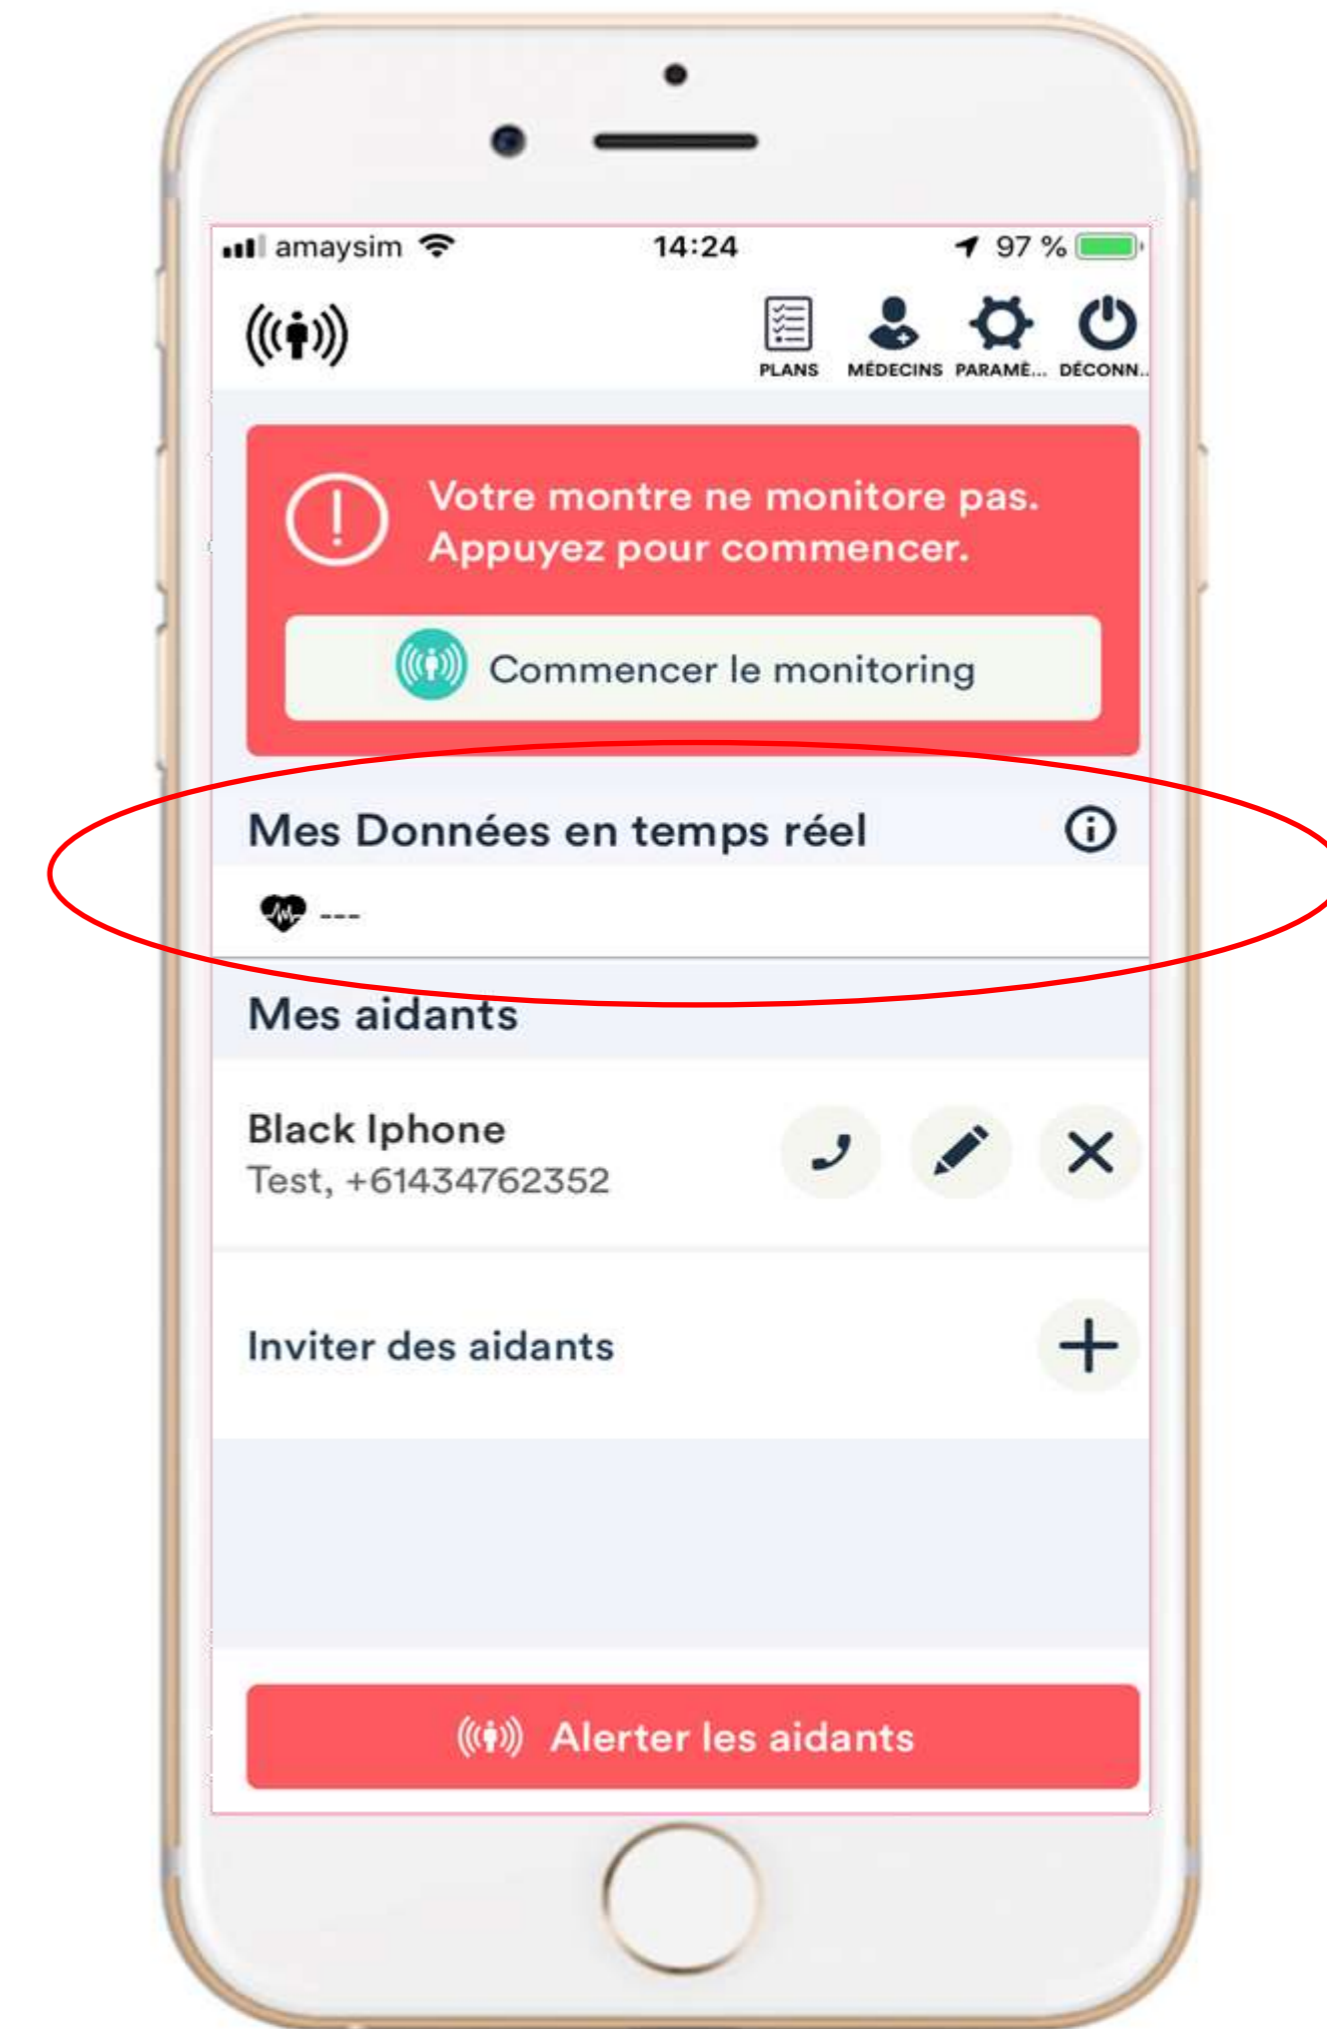 amaysim 14:24 97 %
PLANS MÉDECINS PARAMÈ... DÉCONN..
Votre montre ne monitore pas.
Appuyez pour commencer.
Commencer le monitoring
Mes Données en temps réel
---
Mes aidants
Black Iphone
Test, +61434762352
Inviter des aidants
Alerter les aidants